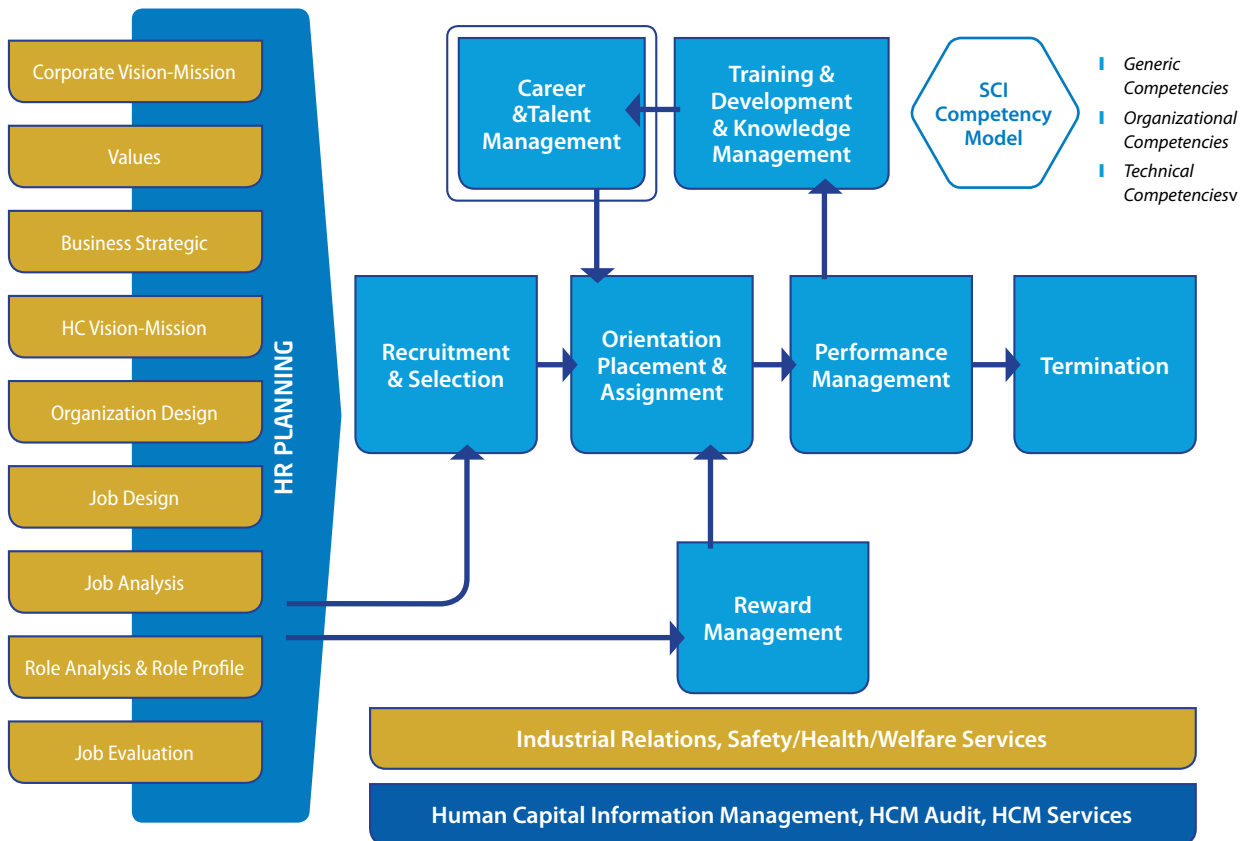 Corporate Vision-Mission
Values
Business Strategic
HC Vision-Mission
Organization Design
Job Design
Job Analysis
Role Analysis & Role Profile
Job Evaluation
HR PLANNING
Career
&Talent
Management
Training &
Development
& Knowledge
Management
SCI
Competency
Model
Generic
Competencies
Organizational
Competencies
Technical
Competenciesv
Recruitment
& Selection
Orientation
Placement &
Assignment
Performance
Management
Termination
Reward
Management
Industrial Relations, Safety/Health/Welfare Services
Human Capital Information Management, HCM Audit, HCM Services